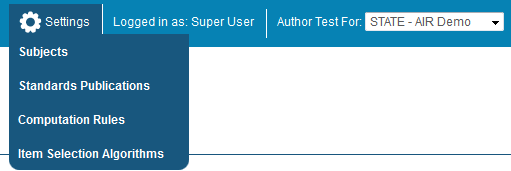 Settings Logged in as: Super User Author Test For: STATE - AIR Demo
Subjects
Standards Publications
Computation Rules
Item Selection Algorithms